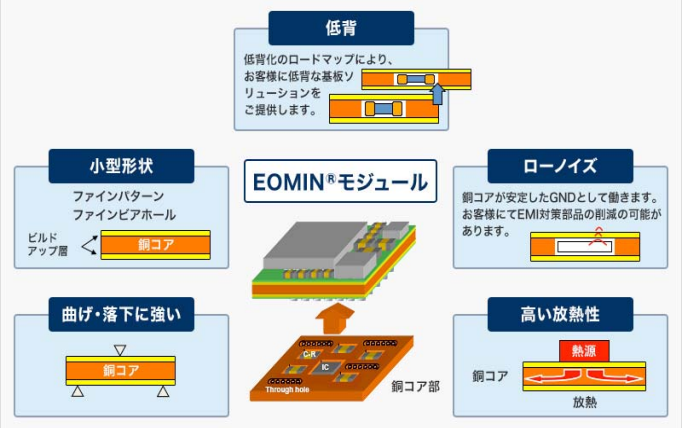 低背
低背化のロードマップにより、
お客様に低背な基板ソ
リューションを
ご提供します。
小型形状
ファインパターン
ファインビアホール
ビルド
アップ層
銅コア
EOMIN®モジュール
ローノイズ
銅コアが安定したGNDとして働きます。
お客様にてEMI対策部品の削減の可能が
あります。
曲げ・落下に強い
銅コア
C・R
IC
Through hole
銅コア部
高い放熱性
熱源
銅コア
放熱